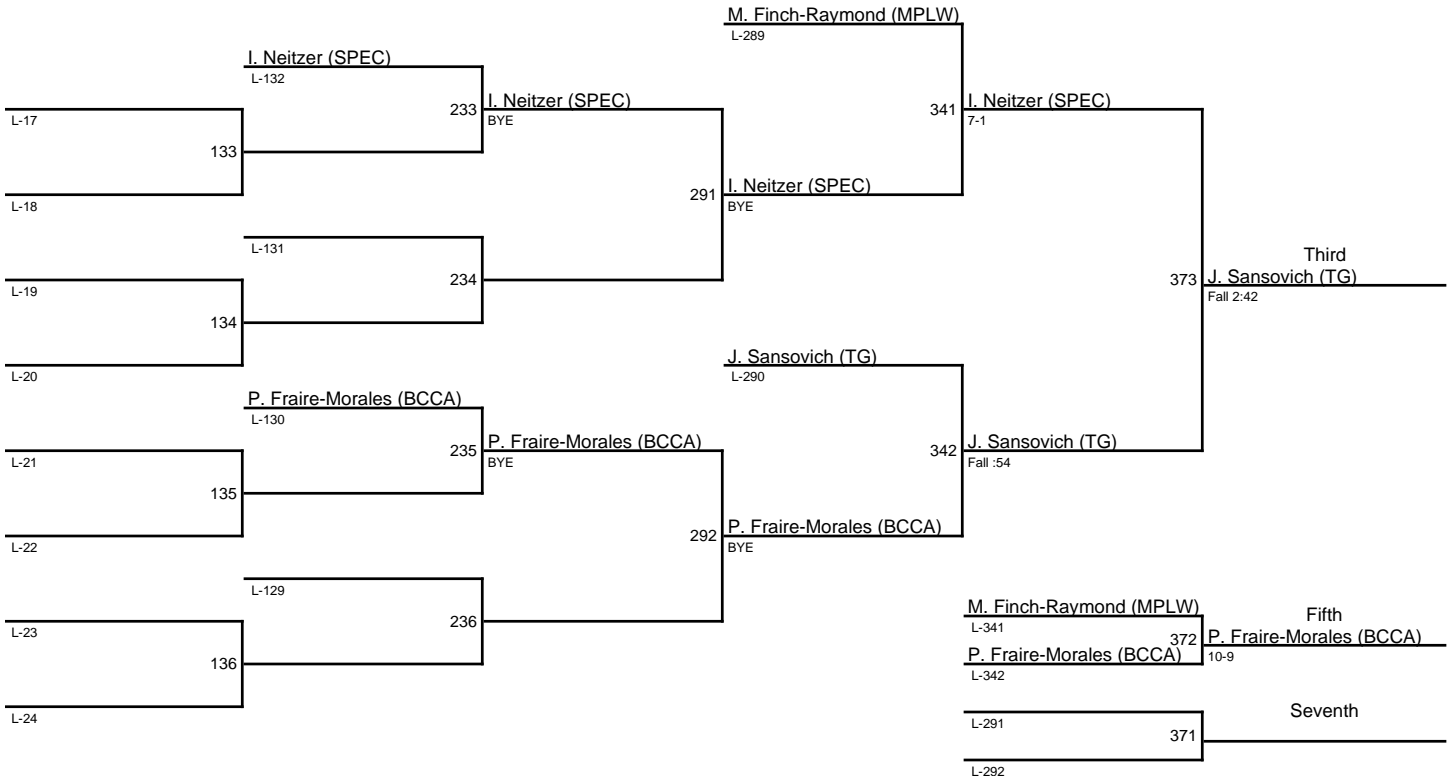 M. Finch-Raymond (MPLW)
L-289
I. Neitzer (SPEC)
L-132
233
I. Neitzer (SPEC)
BYE
341
I. Neitzer (SPEC)
7-1
L-17
133
L-18
291
I. Neitzer (SPEC)
BYE
L-131
L-19
234
134
L-20
373
Third
J. Sansovich (TG)
Fall 2:42
J. Sansovich (TG)
L-290
P. Fraire-Morales (BCCA)
L-130
235
P. Fraire-Morales (BCCA)
BYE
342
J. Sansovich (TG)
Fall :54
L-21
135
L-22
292
P. Fraire-Morales (BCCA)
BYE
L-129
L-23
236
136
L-24
M. Finch-Raymond (MPLW)
L-341
372
Fifth
P. Fraire-Morales (BCCA)
10-9
P. Fraire-Morales (BCCA)
L-342
L-291
371
Seventh
L-292